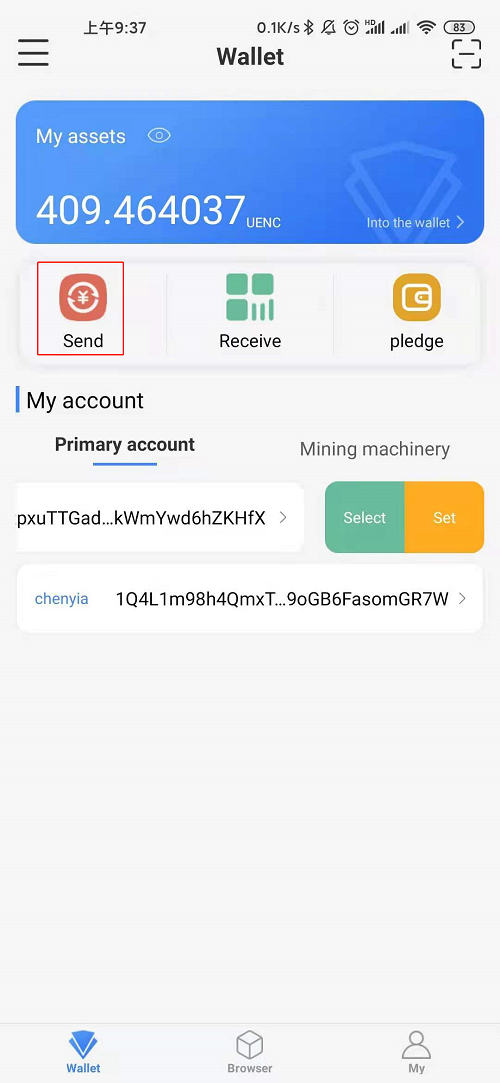 上午9:37 0.1K/s HD 83
Wallet
My assets
409.464037 UENC
Into the wallet
Send Receive pledge
My account
Primary account Mining machinery
pxuTTGad...kWmYwd6hZKHfX Select Set
chenyia 1Q4L1m98h4QmxT...9oGB6FasomGR7W
Wallet Browser My